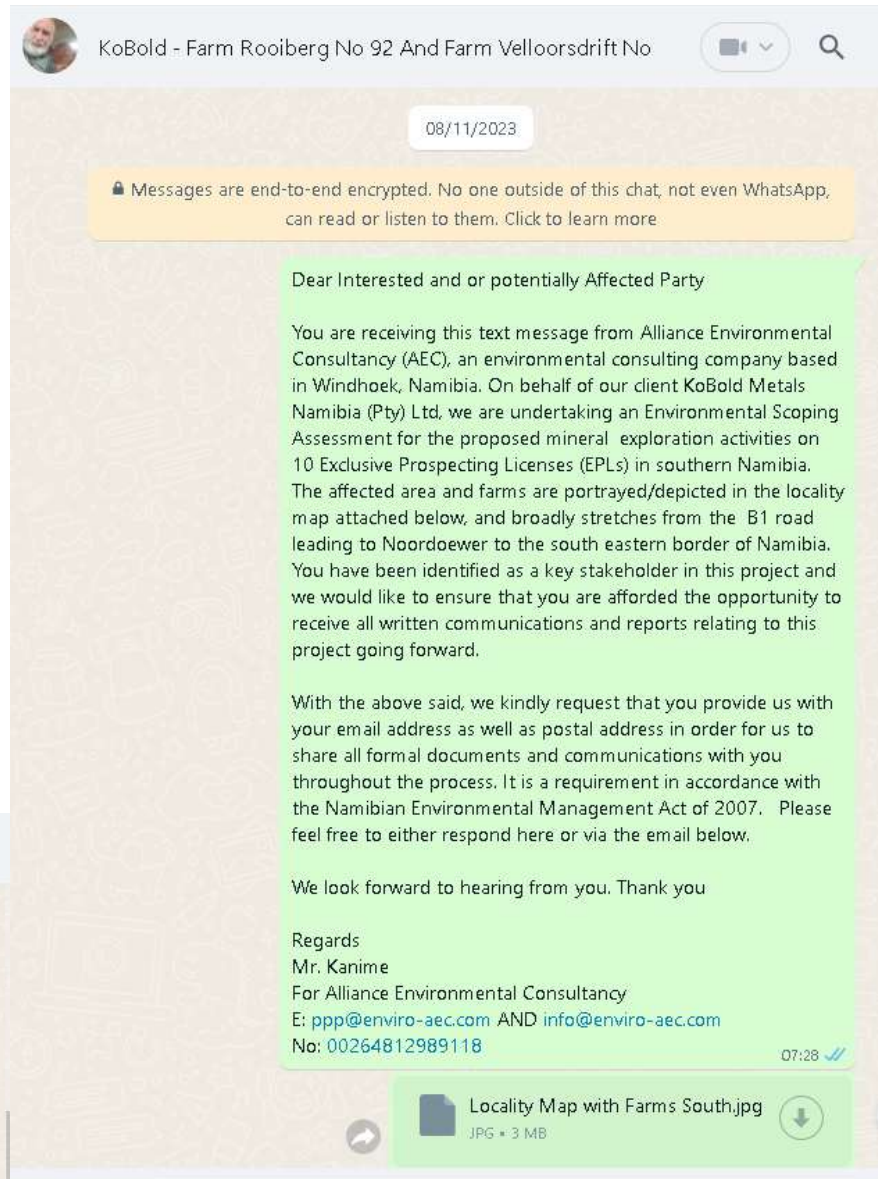 KoBold - Farm Rooiberg No 92 And Farm Velloorsdrift No
08/11/2023
Messages are end-to-end encrypted. No one outside of this chat, not even WhatsApp,
can read or listen to them. Click to learn more
Dear Interested and or potentially Affected Party
You are receiving this text message from Alliance Environmental
Consultancy (AEC), an environmental consulting company based
in Windhoek, Namibia. On behalf of our client KoBold Metals
Namibia (Pty) Ltd, we are undertaking an Environmental Scoping
Assessment for the proposed mineral exploration activities on
10 Exclusive Prospecting Licenses (EPLs) in southern Namibia.
The affected area and farms are portrayed/depicted in the locality
map attached below, and broadly stretches from the B1 road
leading to Noordoewer to the south eastern border of Namibia.
You have been identified as a key stakeholder in this project and
we would like to ensure that you are afforded the opportunity to
receive all written communications and reports relating to this
project going forward.
With the above said, we kindly request that you provide us with
your email address as well as postal address in order for us to
share all formal documents and communications with you
throughout the process. It is a requirement in accordance with
the Namibian Environmental Management Act of 2007. Please
feel free to either respond here or via the email below.
We look forward to hearing from you. Thank you
Regards
Mr. Kanime
For Alliance Environmental Consultancy
E: ppp@enviro-aec.com AND info@enviro-aec.com
No: 00264812989118
07:28
Locality Map with Farms South.jpg
JPG • 3 MB